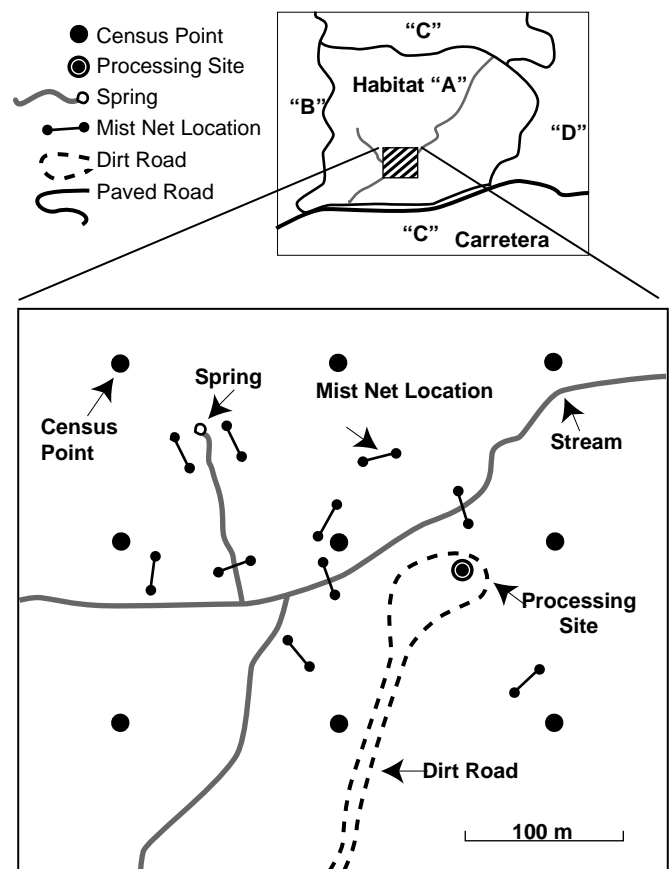 Census Point
Processing Site
Spring
Mist Net Location
Dirt Road
Paved Road
“C”
Habitat “A”
“B”
“D”
“C”
Carretera
Spring
Mist Net Location
Census
Point
Stream
Processing
Site
Dirt Road
100 m